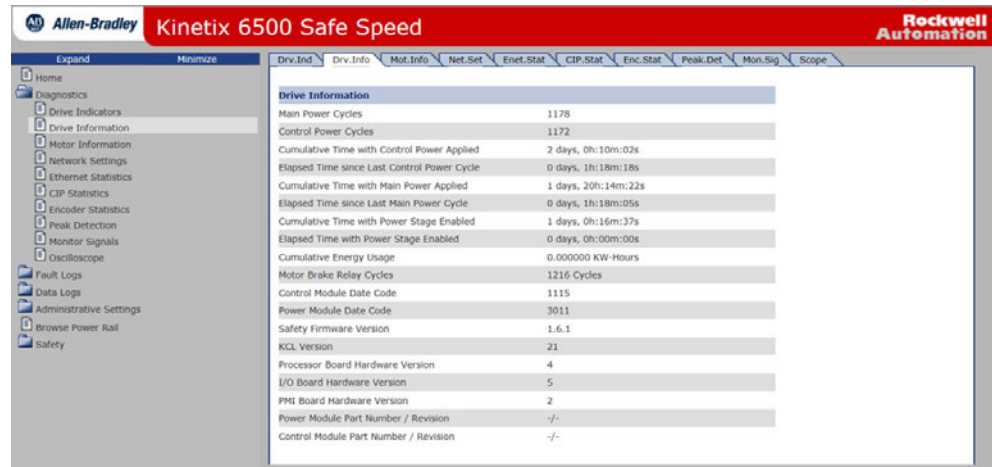 AB Allen-Bradley Kinetix 6500 Safe Speed Rockwell Automation
Expand Minimize
Home
Diagnostics
Drive Indicators
Drive Information
Motor Information
Network Settings
Ethernet Statistics
CIP Statistics
Encoder Statistics
Peak Detection
Monitor Signals
Oscilloscope
Fault Logs
Data Logs
Administrative Settings
Browse Power Rail
Safety
Drv.Ind Drv.Info Mot.Info Net.Set Enet.Stat CIP.Stat Enc.Stat Peak.Det Mon.Sig Scope
Drive Information
Main Power Cycles 1178
Control Power Cycles 1172
Cumulative Time with Control Power Applied 2 days, 0h:10m:02s
Elapsed Time since Last Control Power Cycle 0 days, 1h:18m:18s
Cumulative Time with Main Power Applied 1 days, 20h:14m:22s
Elapsed Time since Last Main Power Cycle 0 days, 1h:18m:05s
Cumulative Time with Power Stage Enabled 1 days, 0h:16m:37s
Elapsed Time with Power Stage Enabled 0 days, 0h:00m:00s
Cumulative Energy Usage 0.000000 KW-Hours
Motor Brake Relay Cycles 1216 Cycles
Control Module Date Code 1115
Power Module Date Code 3011
Safety Firmware Version 1.6.1
KCL Version 21
Processor Board Hardware Version 4
I/O Board Hardware Version 5
PMI Board Hardware Version 2
Power Module Part Number / Revision -/-
Control Module Part Number / Revision -/-